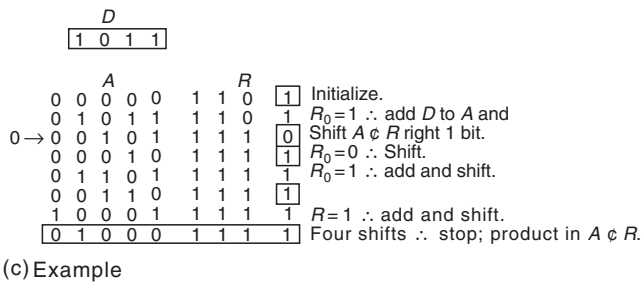 D
1 0 1 1
A R
0 0 0 0 0 1 1 0 1 Initialize.
0 1 0 1 1 1 1 0 1 R0=1 ∴ add D to A and
0→ 0 0 1 0 1 1 1 1 0 Shift A ¢ R right 1 bit.
0 0 0 1 0 1 1 1 1 R0=0 ∴ Shift.
0 1 1 0 1 1 1 1 1 R0=1 ∴ add and shift.
0 0 1 1 0 1 1 1 1
1 0 0 0 1 1 1 1 1 R=1 ∴ add and shift.
0 1 0 0 0 1 1 1 1 Four shifts ∴ stop; product in A ¢ R.
(c) Example